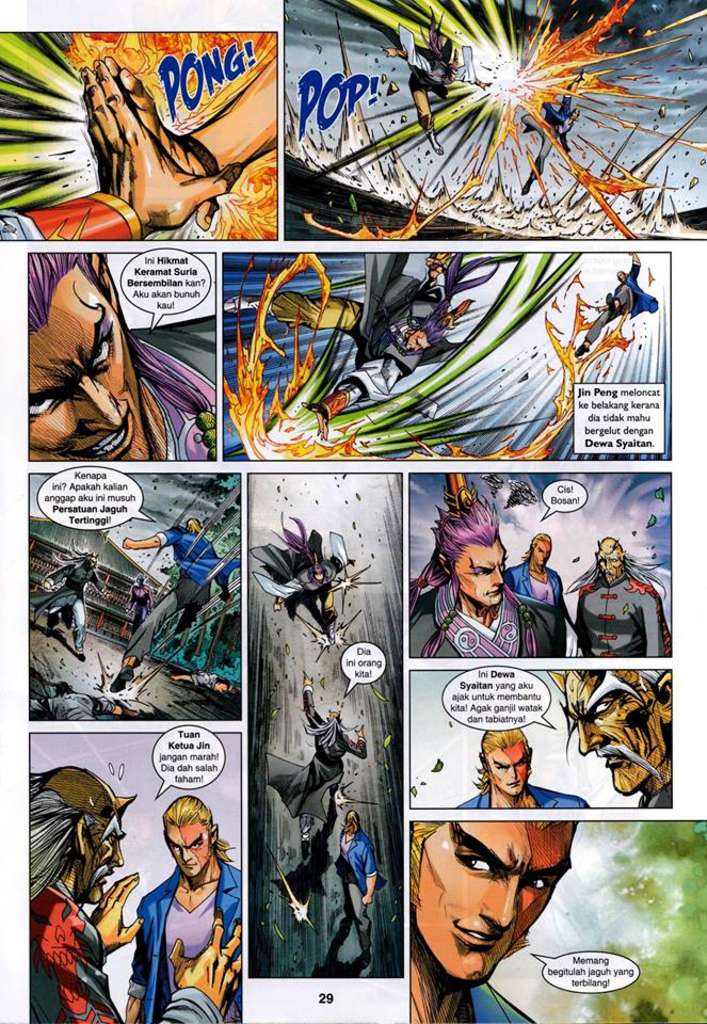 PONG!
POP!
Ini Hikmat
Keramat Suria
Bersembilan kan?
Aku akan bunuh
kau!
Jin Peng meloncat
ke belakang kerana
dia tidak mahu
bergelut dengan
Dewa Syaitan.
Kenapa
ini? Apakah kalian
anggap aku ini musuh
Persatuan Jaguh
Tertinggi!
Dia
ini orang
kita!
Cis!
Bosan!
Ini Dewa
Syaitan yang aku
ajak untuk membantu
kita! Agak ganjil watak
dan tabiatnya!
Tuan
Ketua Jin
jangan marah!
Dia dah salah
faham!
Memang
begitulah jaguh yang
terbilang!
29